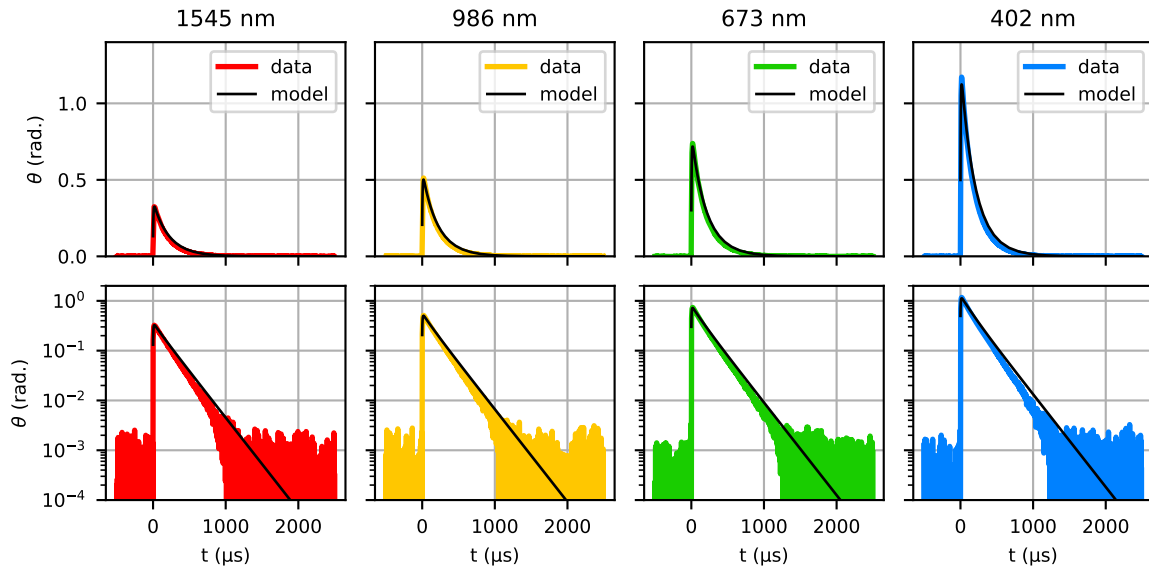 1545 nm 986 nm 673 nm 402 nm
data data data data
model model model model
1.0
0.5
0.0
θ (rad.)
10⁰
10⁻¹
10⁻²
10⁻³
10⁻⁴
θ (rad.)
0 1000 2000 0 1000 2000 0 1000 2000 0 1000 2000
t (μs) t (μs) t (μs) t (μs)